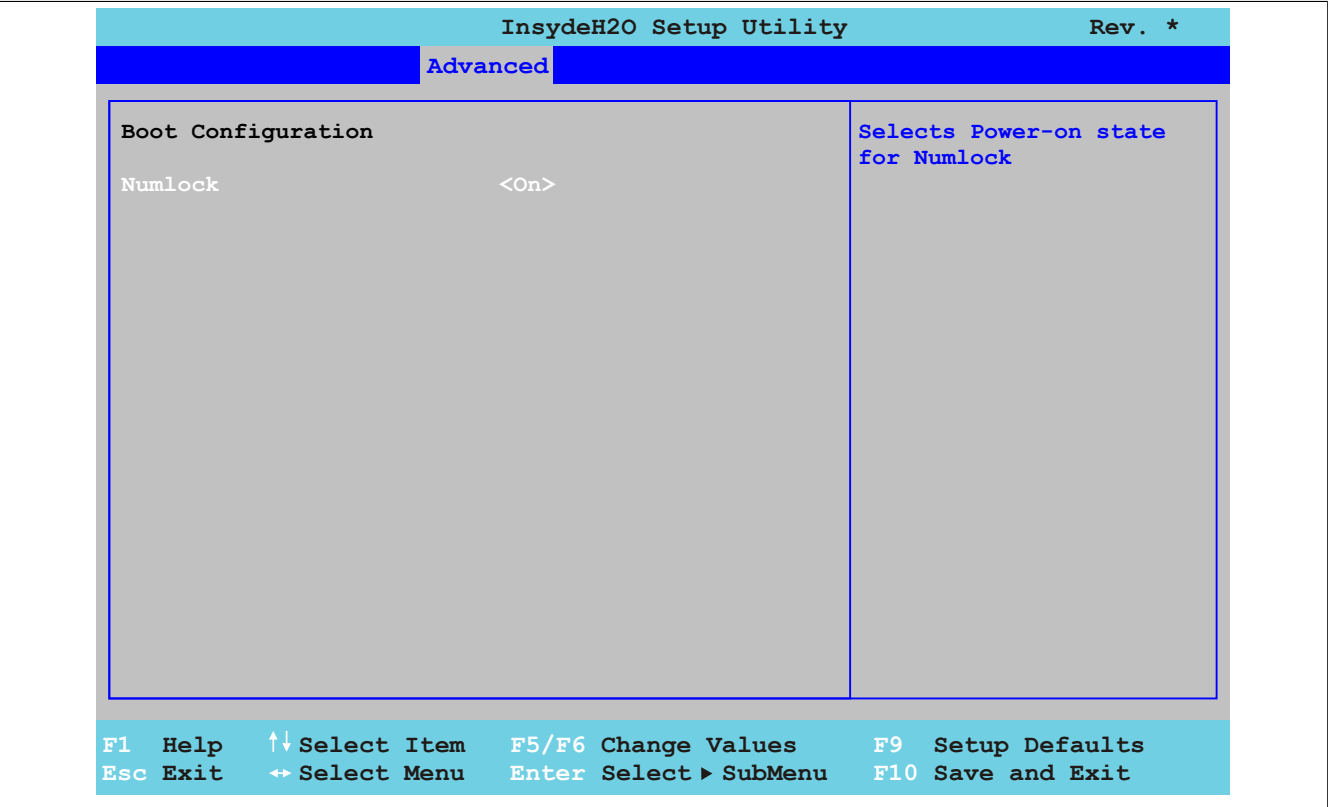 InsydeH2O Setup Utility Rev. *
Advanced
Boot Configuration
Numlock <On>
Selects Power-on state
for Numlock
F1 Help ↑↓ Select Item F5/F6 Change Values F9 Setup Defaults
Esc Exit ↔ Select Menu Enter Select ▶ SubMenu F10 Save and Exit